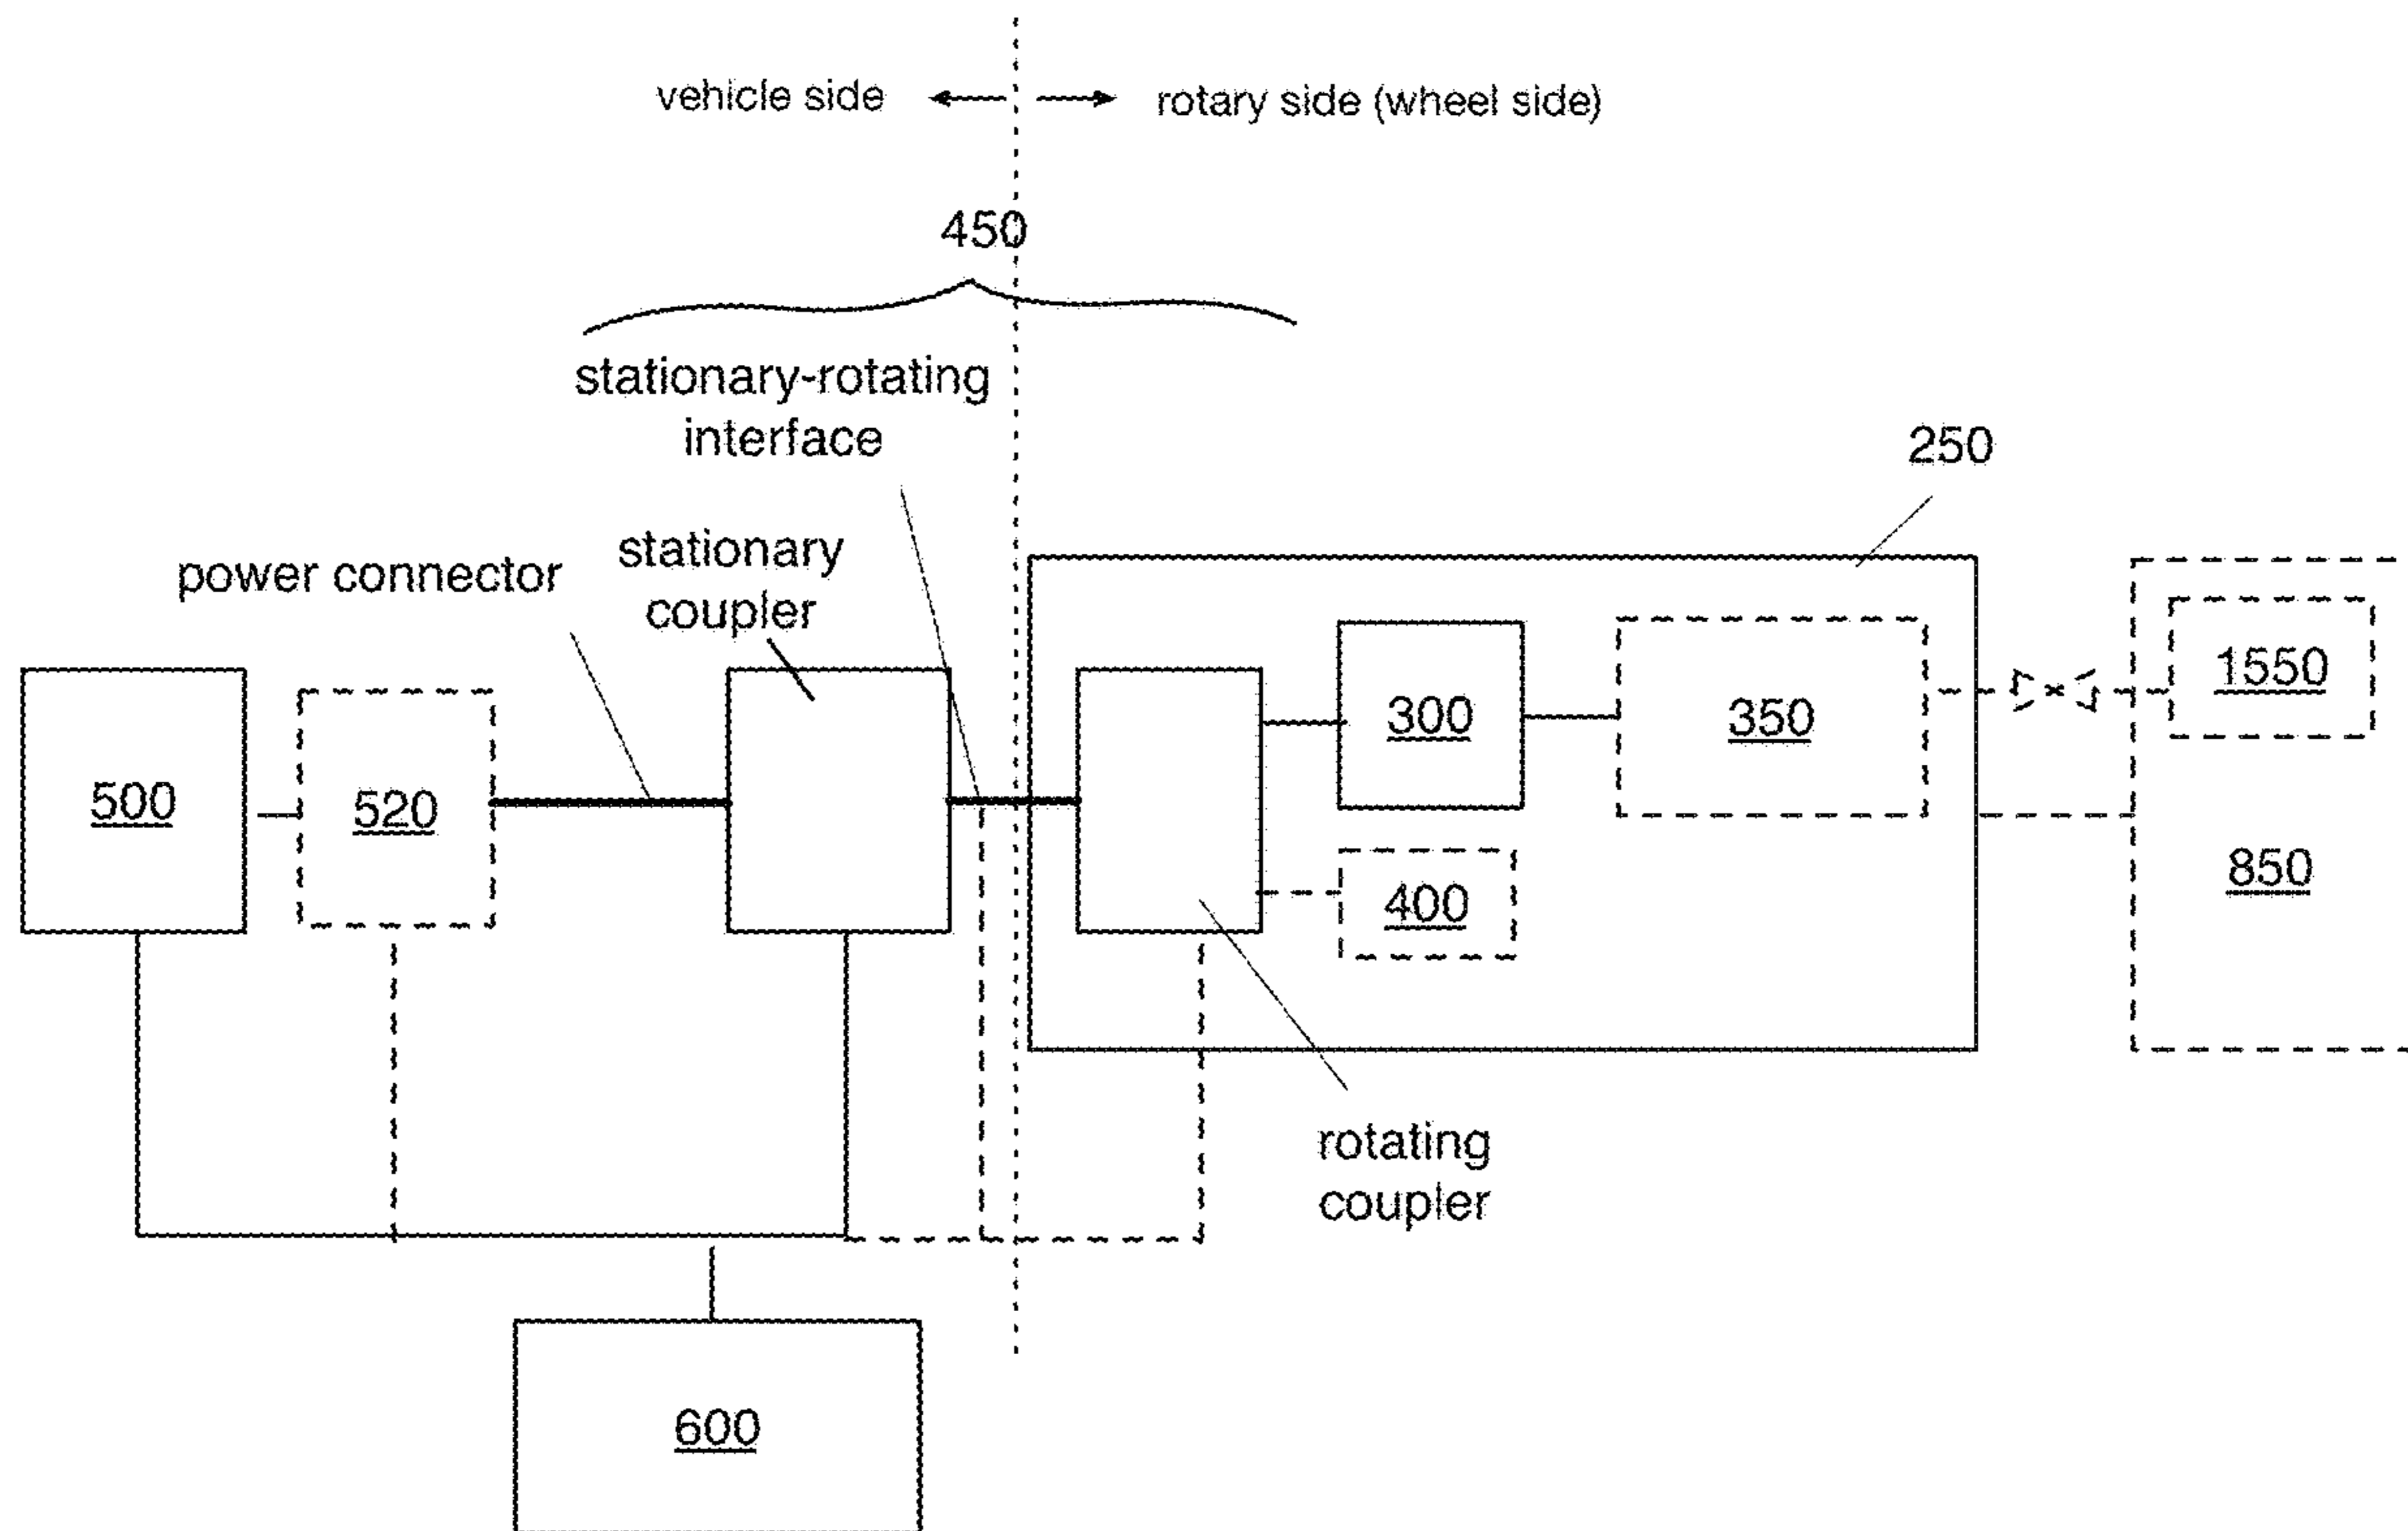 vehicle side
rotary side (wheel side)
450
stationary-rotating
interface
250
power connector
stationary
coupler
500
520
300
350
1550
400
850
rotating
coupler
600